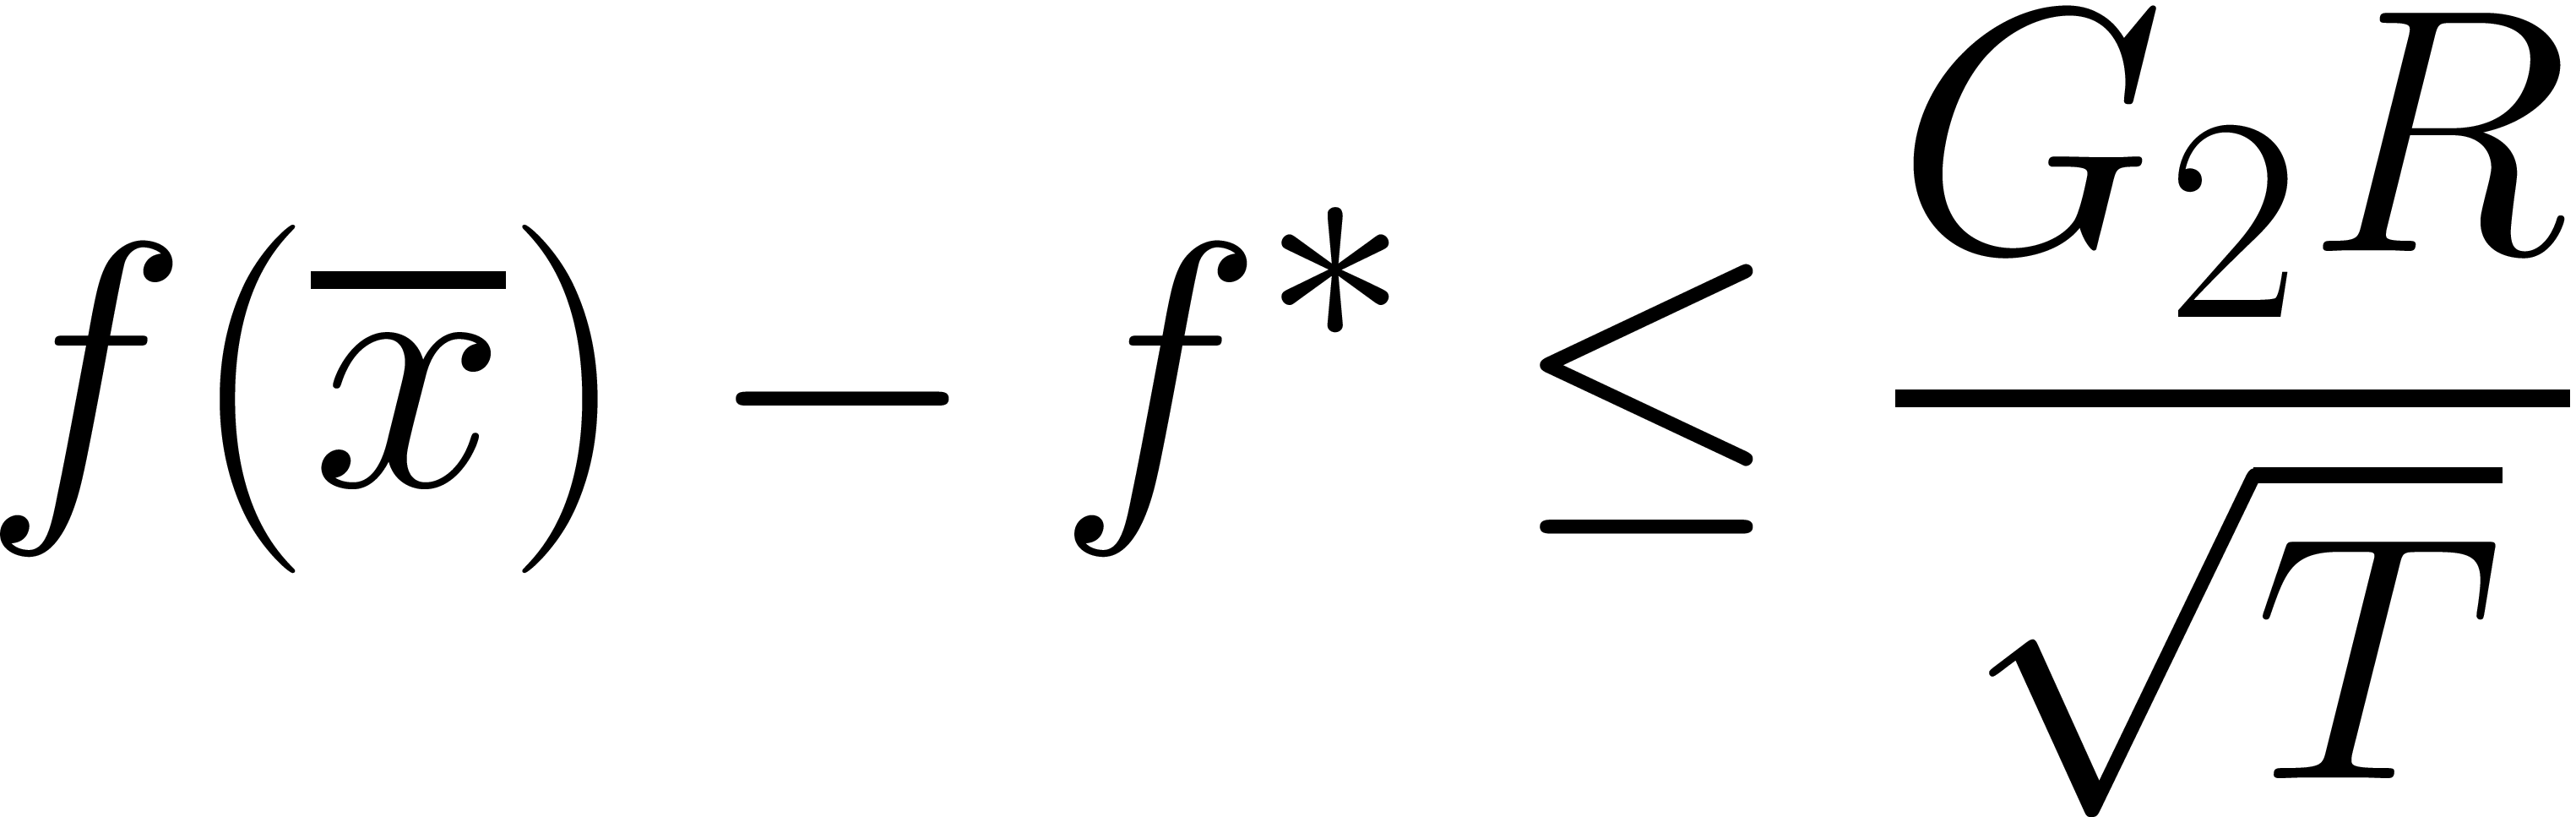 $f(\overline{x}) - f^* \leq \frac{G_2 R}{\sqrt{T}}$